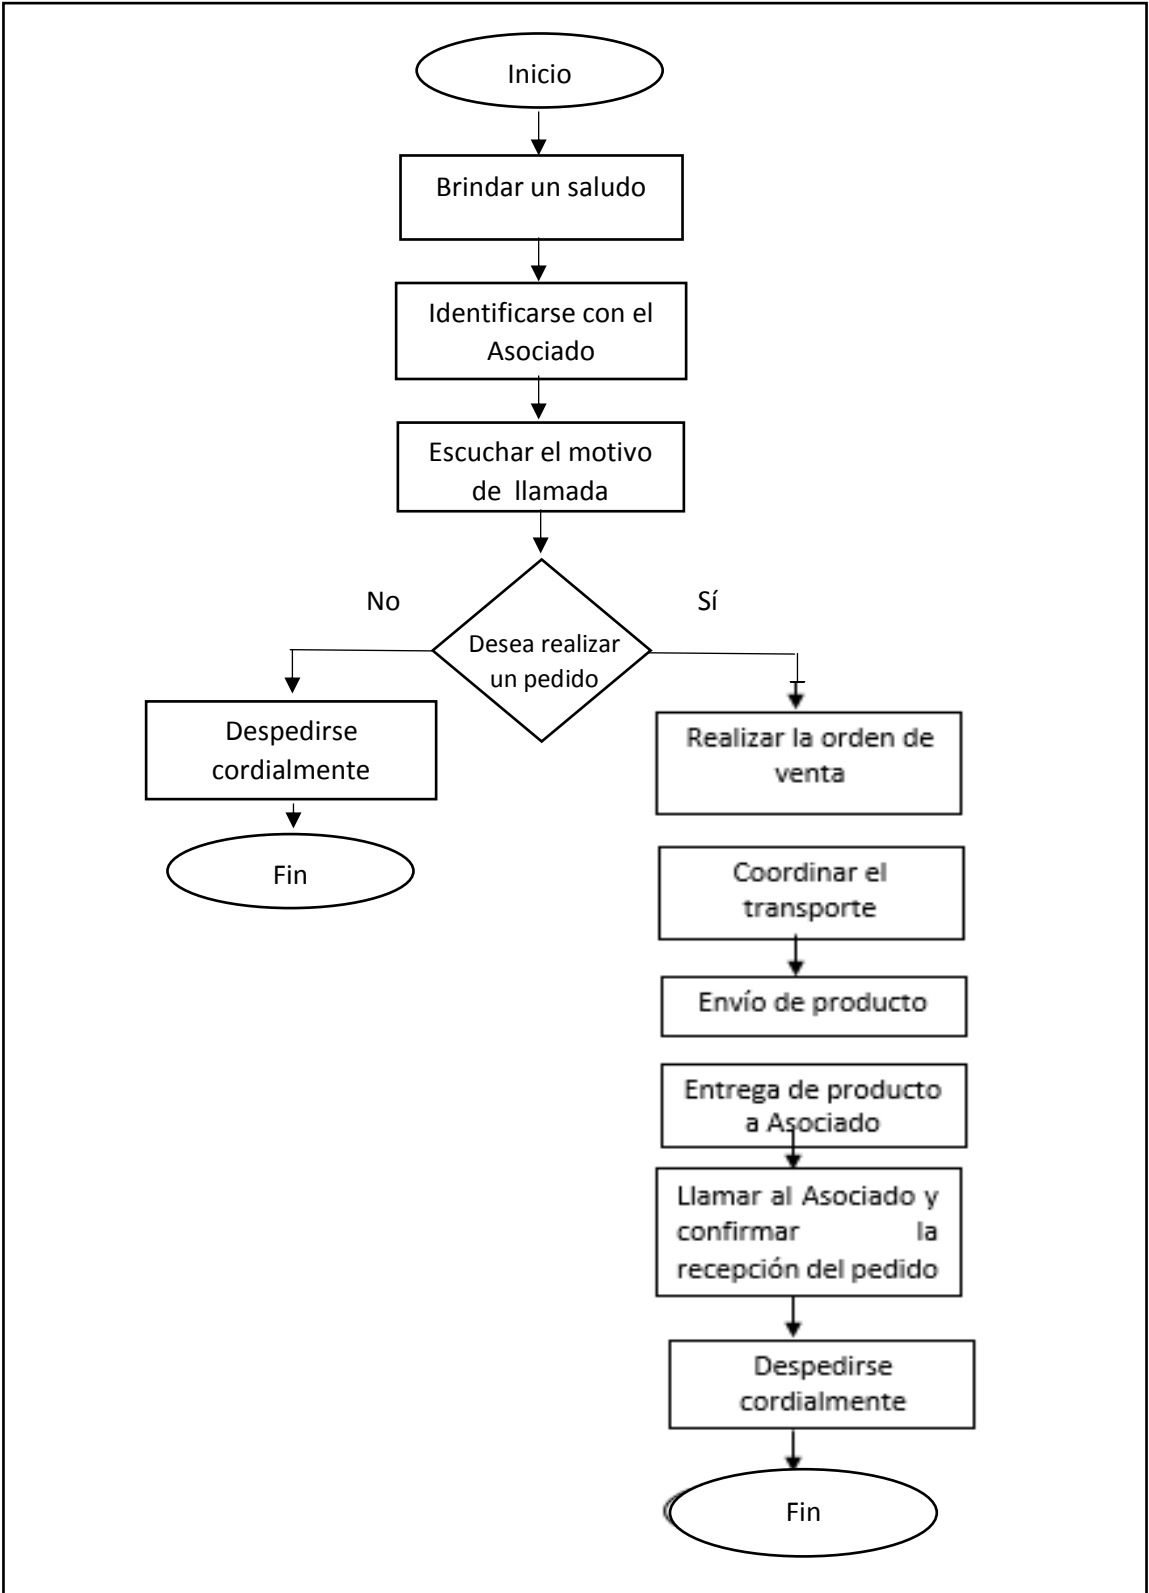 Inicio
Brindar un saludo
Identificarse con el
Asociado
Escuchar el motivo
de llamada
No
Sí
Desea realizar
un pedido
Despedirse
cordialmente
Fin
Realizar la orden de
venta
Coordinar el
transporte
Envío de producto
Entrega de producto
a Asociado
Llamar al Asociado y
confirmar la
recepción del pedido
Despedirse
cordialmente
Fin